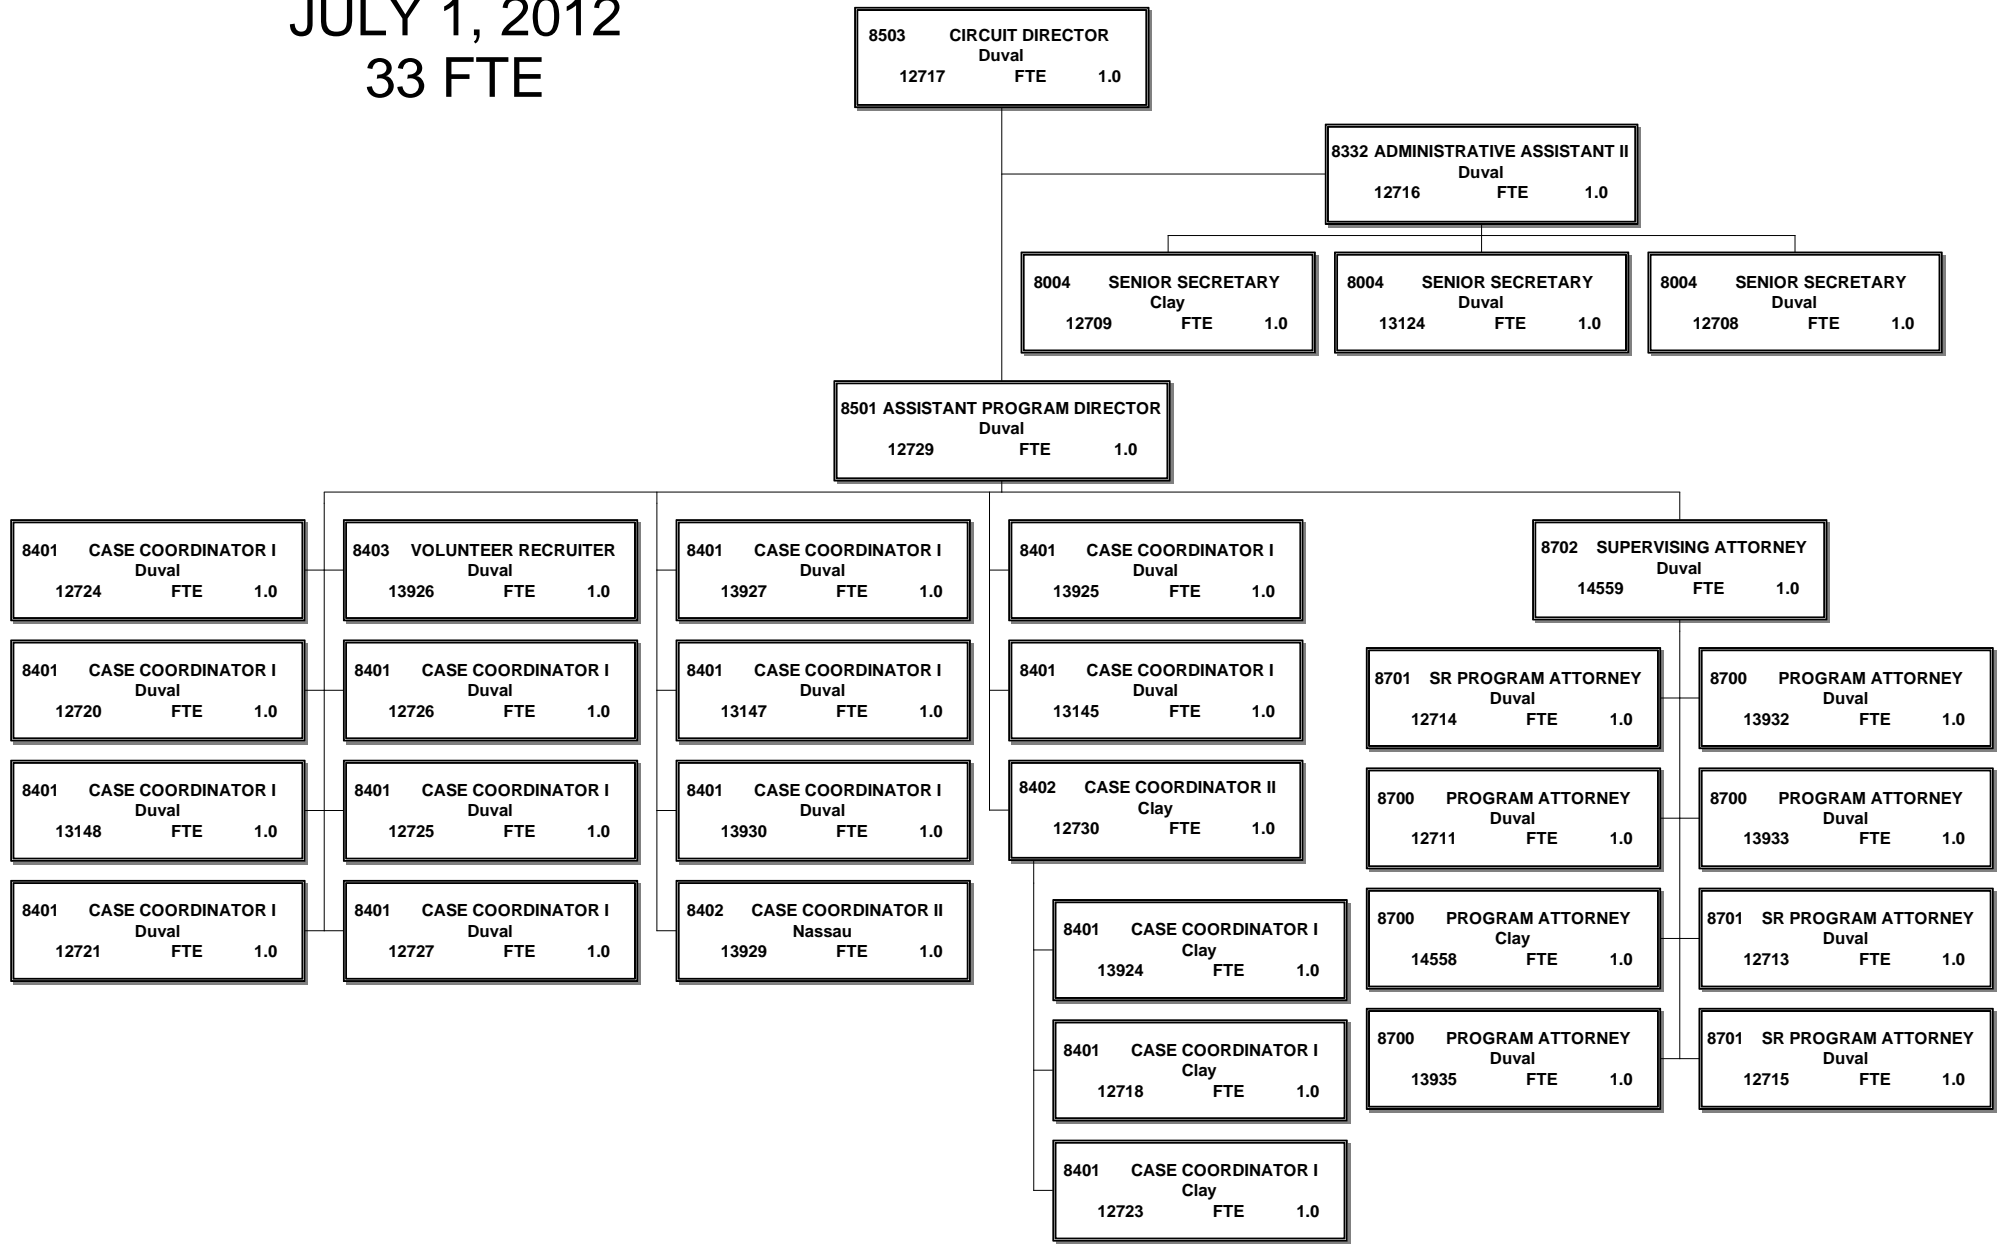 JULY 1, 2012
33 FTE
8503 CIRCUIT DIRECTOR
Duval
12717 FTE 1.0
8332 ADMINISTRATIVE ASSISTANT II
Duval
12716 FTE 1.0
8004 SENIOR SECRETARY
Clay
12709 FTE 1.0
8004 SENIOR SECRETARY
Duval
13124 FTE 1.0
8004 SENIOR SECRETARY
Duval
12708 FTE 1.0
8501 ASSISTANT PROGRAM DIRECTOR
Duval
12729 FTE 1.0
8401 CASE COORDINATOR I
Duval
12724 FTE 1.0
8403 VOLUNTEER RECRUITER
Duval
13926 FTE 1.0
8401 CASE COORDINATOR I
Duval
13927 FTE 1.0
8401 CASE COORDINATOR I
Duval
13925 FTE 1.0
8702 SUPERVISING ATTORNEY
Duval
14559 FTE 1.0
8401 CASE COORDINATOR I
Duval
12720 FTE 1.0
8401 CASE COORDINATOR I
Duval
12726 FTE 1.0
8401 CASE COORDINATOR I
Duval
13147 FTE 1.0
8401 CASE COORDINATOR I
Duval
13145 FTE 1.0
8701 SR PROGRAM ATTORNEY
Duval
12714 FTE 1.0
8700 PROGRAM ATTORNEY
Duval
13932 FTE 1.0
8401 CASE COORDINATOR I
Duval
13148 FTE 1.0
8401 CASE COORDINATOR I
Duval
12725 FTE 1.0
8401 CASE COORDINATOR I
Duval
13930 FTE 1.0
8402 CASE COORDINATOR II
Clay
12730 FTE 1.0
8700 PROGRAM ATTORNEY
Duval
12711 FTE 1.0
8700 PROGRAM ATTORNEY
Duval
13933 FTE 1.0
8401 CASE COORDINATOR I
Duval
12721 FTE 1.0
8401 CASE COORDINATOR I
Duval
12727 FTE 1.0
8402 CASE COORDINATOR II
Nassau
13929 FTE 1.0
8401 CASE COORDINATOR I
Clay
13924 FTE 1.0
8700 PROGRAM ATTORNEY
Clay
14558 FTE 1.0
8701 SR PROGRAM ATTORNEY
Duval
12713 FTE 1.0
8401 CASE COORDINATOR I
Clay
12718 FTE 1.0
8700 PROGRAM ATTORNEY
Duval
13935 FTE 1.0
8701 SR PROGRAM ATTORNEY
Duval
12715 FTE 1.0
8401 CASE COORDINATOR I
Clay
12723 FTE 1.0